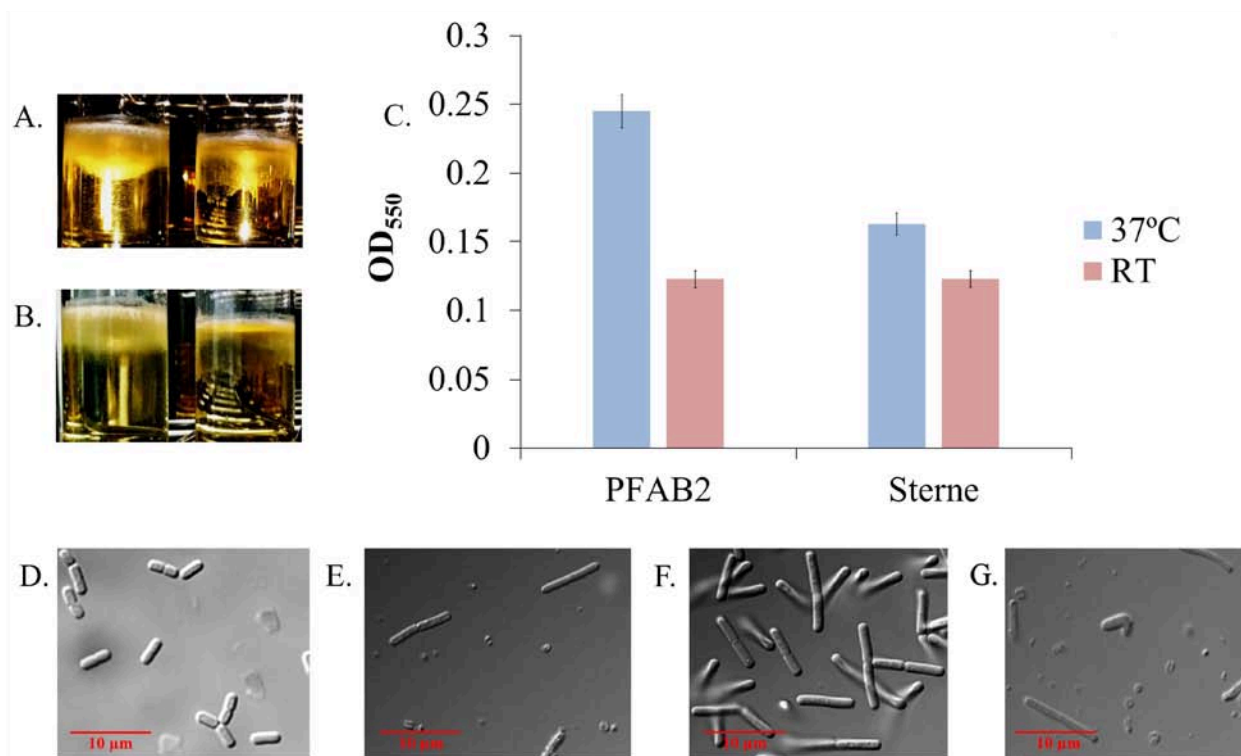 A.
B.
C.
0.3
0.25
0.2
0.15
0.1
0.05
0
OD550
37ºC
RT
PFAB2 Sterne
D. E. F. G.
10 µm 10 µm 10 µm 10 µm